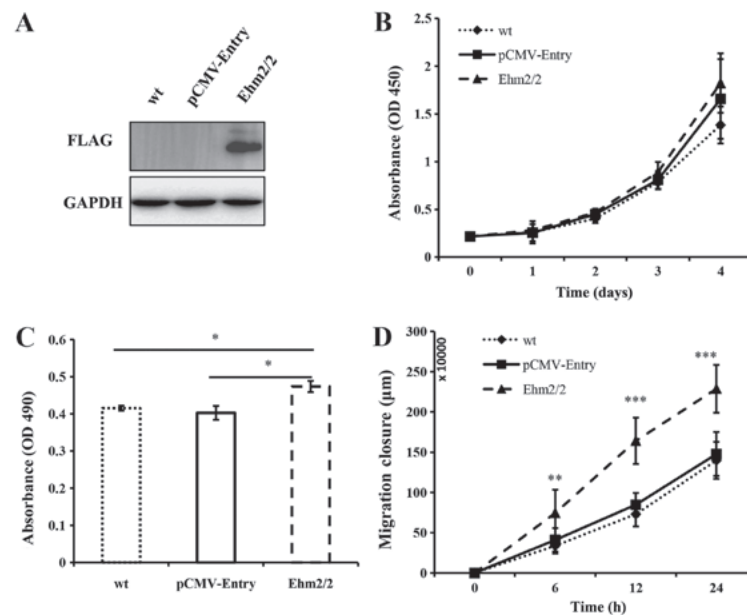 A
wt
pCMV-Entry
Ehm2/2
FLAG
GAPDH
B
wt
pCMV-Entry
Ehm2/2
Absorbance (OD 450)
2.5
2
1.5
1
0.5
0
0 1 2 3 4
Time (days)
C
Absorbance (OD 490)
0.6
0.5
0.4
0.3
0.2
0.1
0
*
*
wt pCMV-Entry Ehm2/2
D
wt
pCMV-Entry
Ehm2/2
Migration closure (µm)
x 10000
300
250
200
150
100
50
0
**
***
***
0 6 12 24
Time (h)